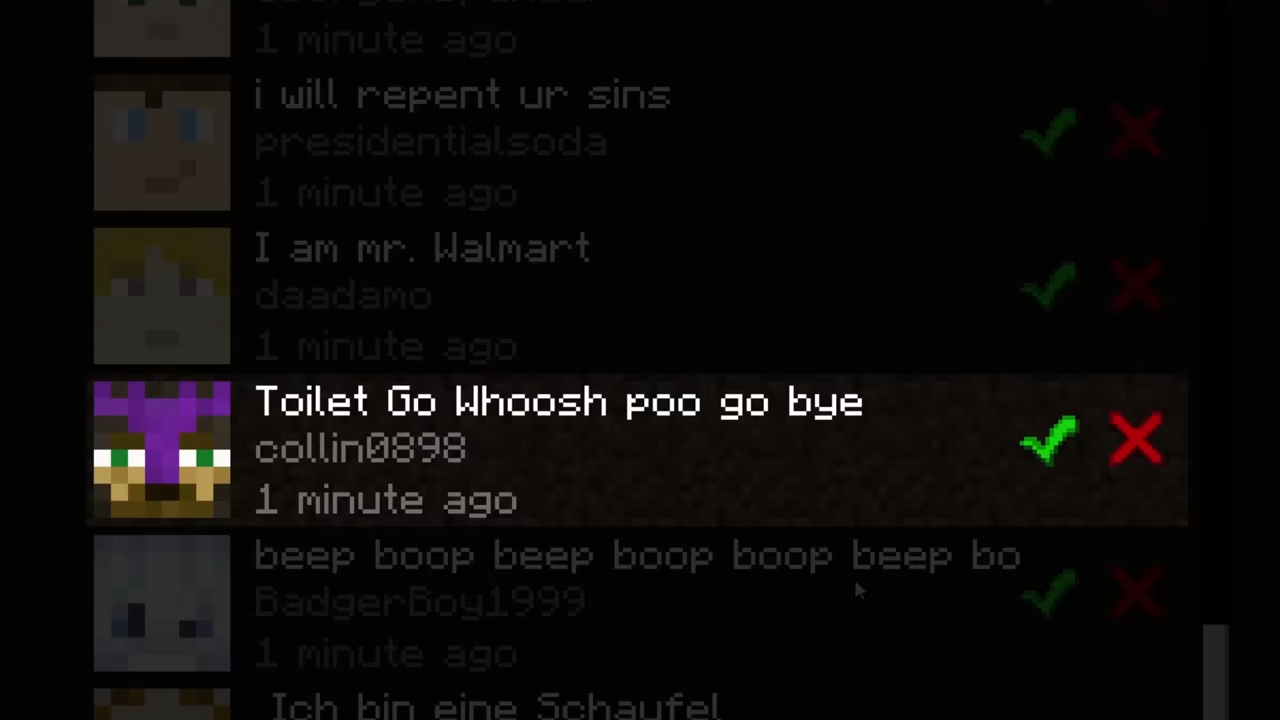 1 minute ago
i will repent ur sins
presidentialsoda
1 minute ago
I am mr. Walmart
daadamo
1 minute ago
Toilet Go Whoosh poo go bye
collin0898
1 minute ago
beep boop beep boop boop beep bo
BadgerBoy1999
1 minute ago
Ich bin eine Schaufel